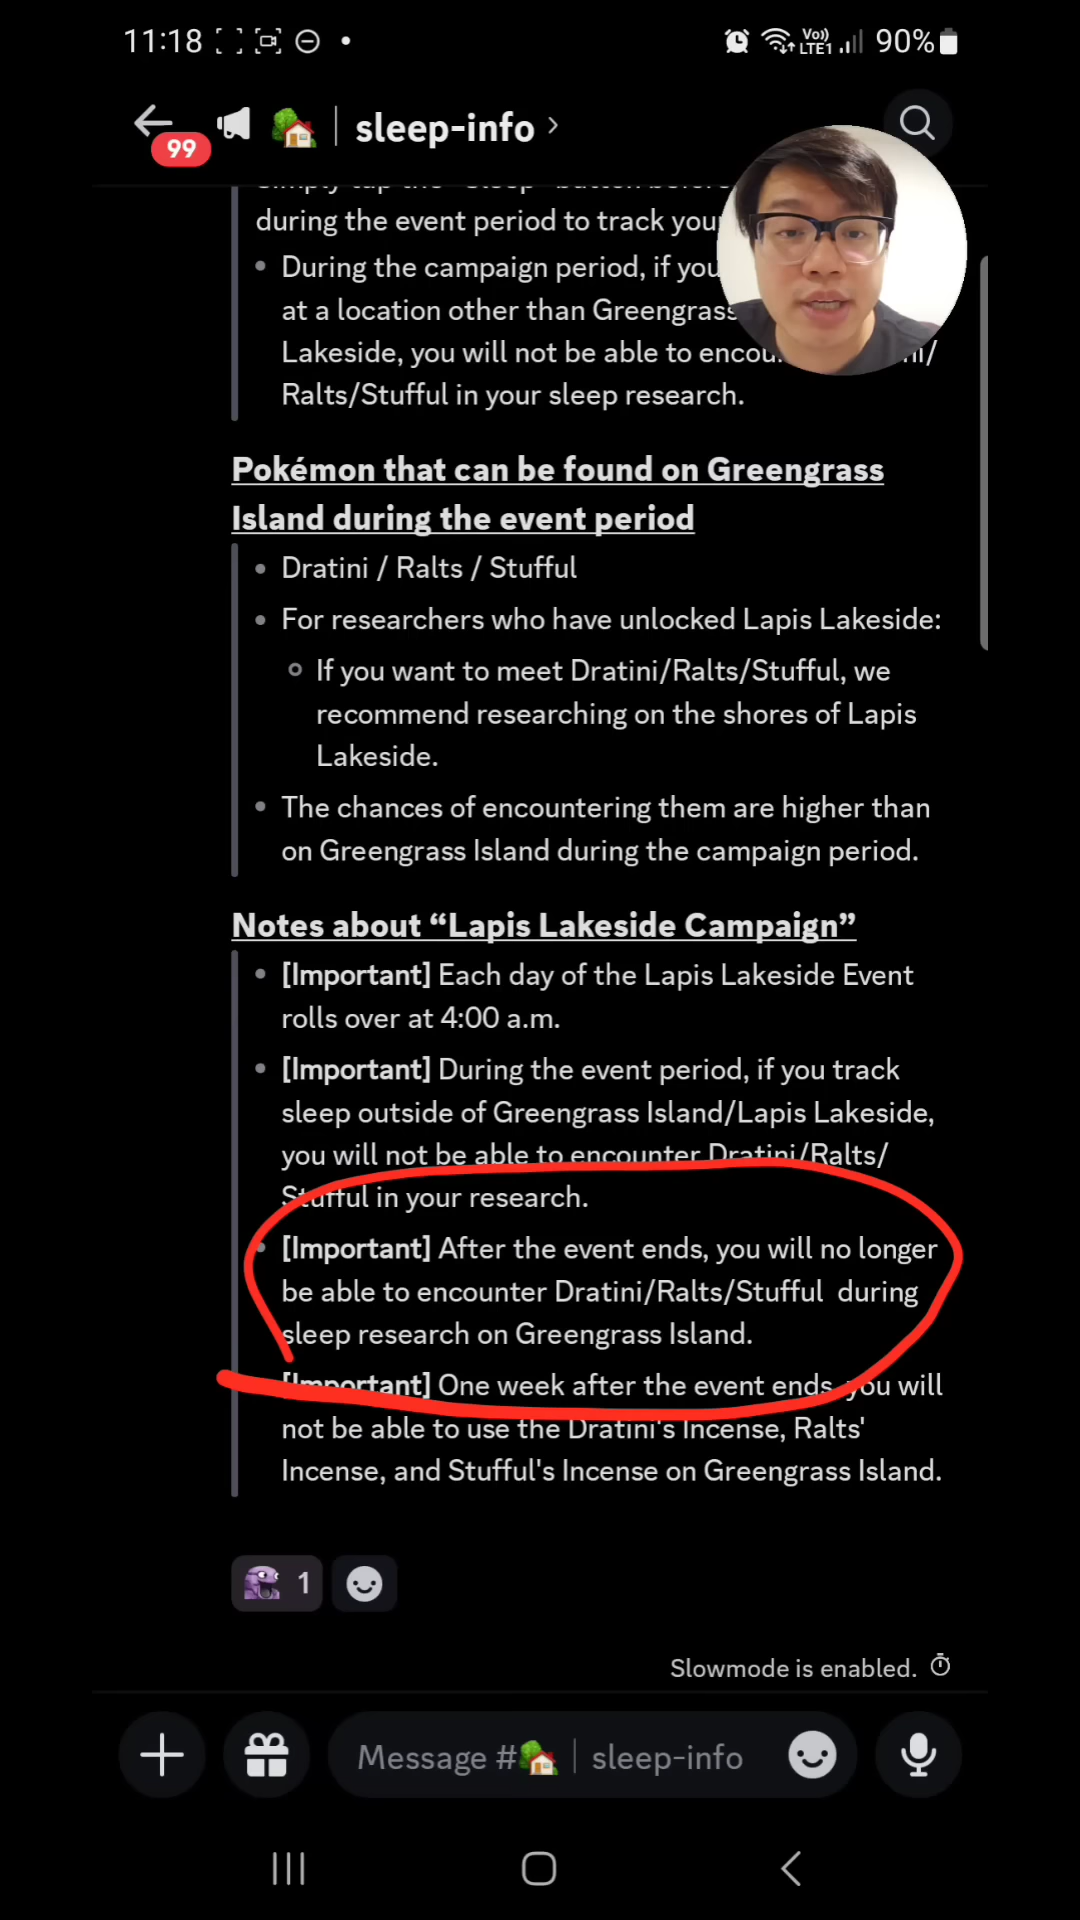 11:18
Vo)) LTE1 90%
99
sleep-info
during the event period to track
During the campaign period, if you
at a location other than Greengrass
Lakeside, you will not be able to
Ralts/Stufful in your sleep research.
Pokémon that can be found on Greengrass
Island during the event period
Dratini / Ralts / Stufful
For researchers who have unlocked Lapis Lakeside:
If you want to meet Dratini/Ralts/Stufful, we
recommend researching on the shores of Lapis
Lakeside.
The chances of encountering them are higher than
on Greengrass Island during the campaign period.
Notes about “Lapis Lakeside Campaign”
[Important] Each day of the Lapis Lakeside Event
rolls over at 4:00 a.m.
[Important] During the event period, if you track
sleep outside of Greengrass Island/Lapis Lakeside,
you will not be able to encounter Dratini/Ralts/
Stufful in your research.
[Important] After the event ends, you will no longer
be able to encounter Dratini/Ralts/Stufful during
sleep research on Greengrass Island.
[Important] One week after the event ends, you will
not be able to use the Dratini's Incense, Ralts'
Incense, and Stufful's Incense on Greengrass Island.
1
Slowmode is enabled.
Message # sleep-info